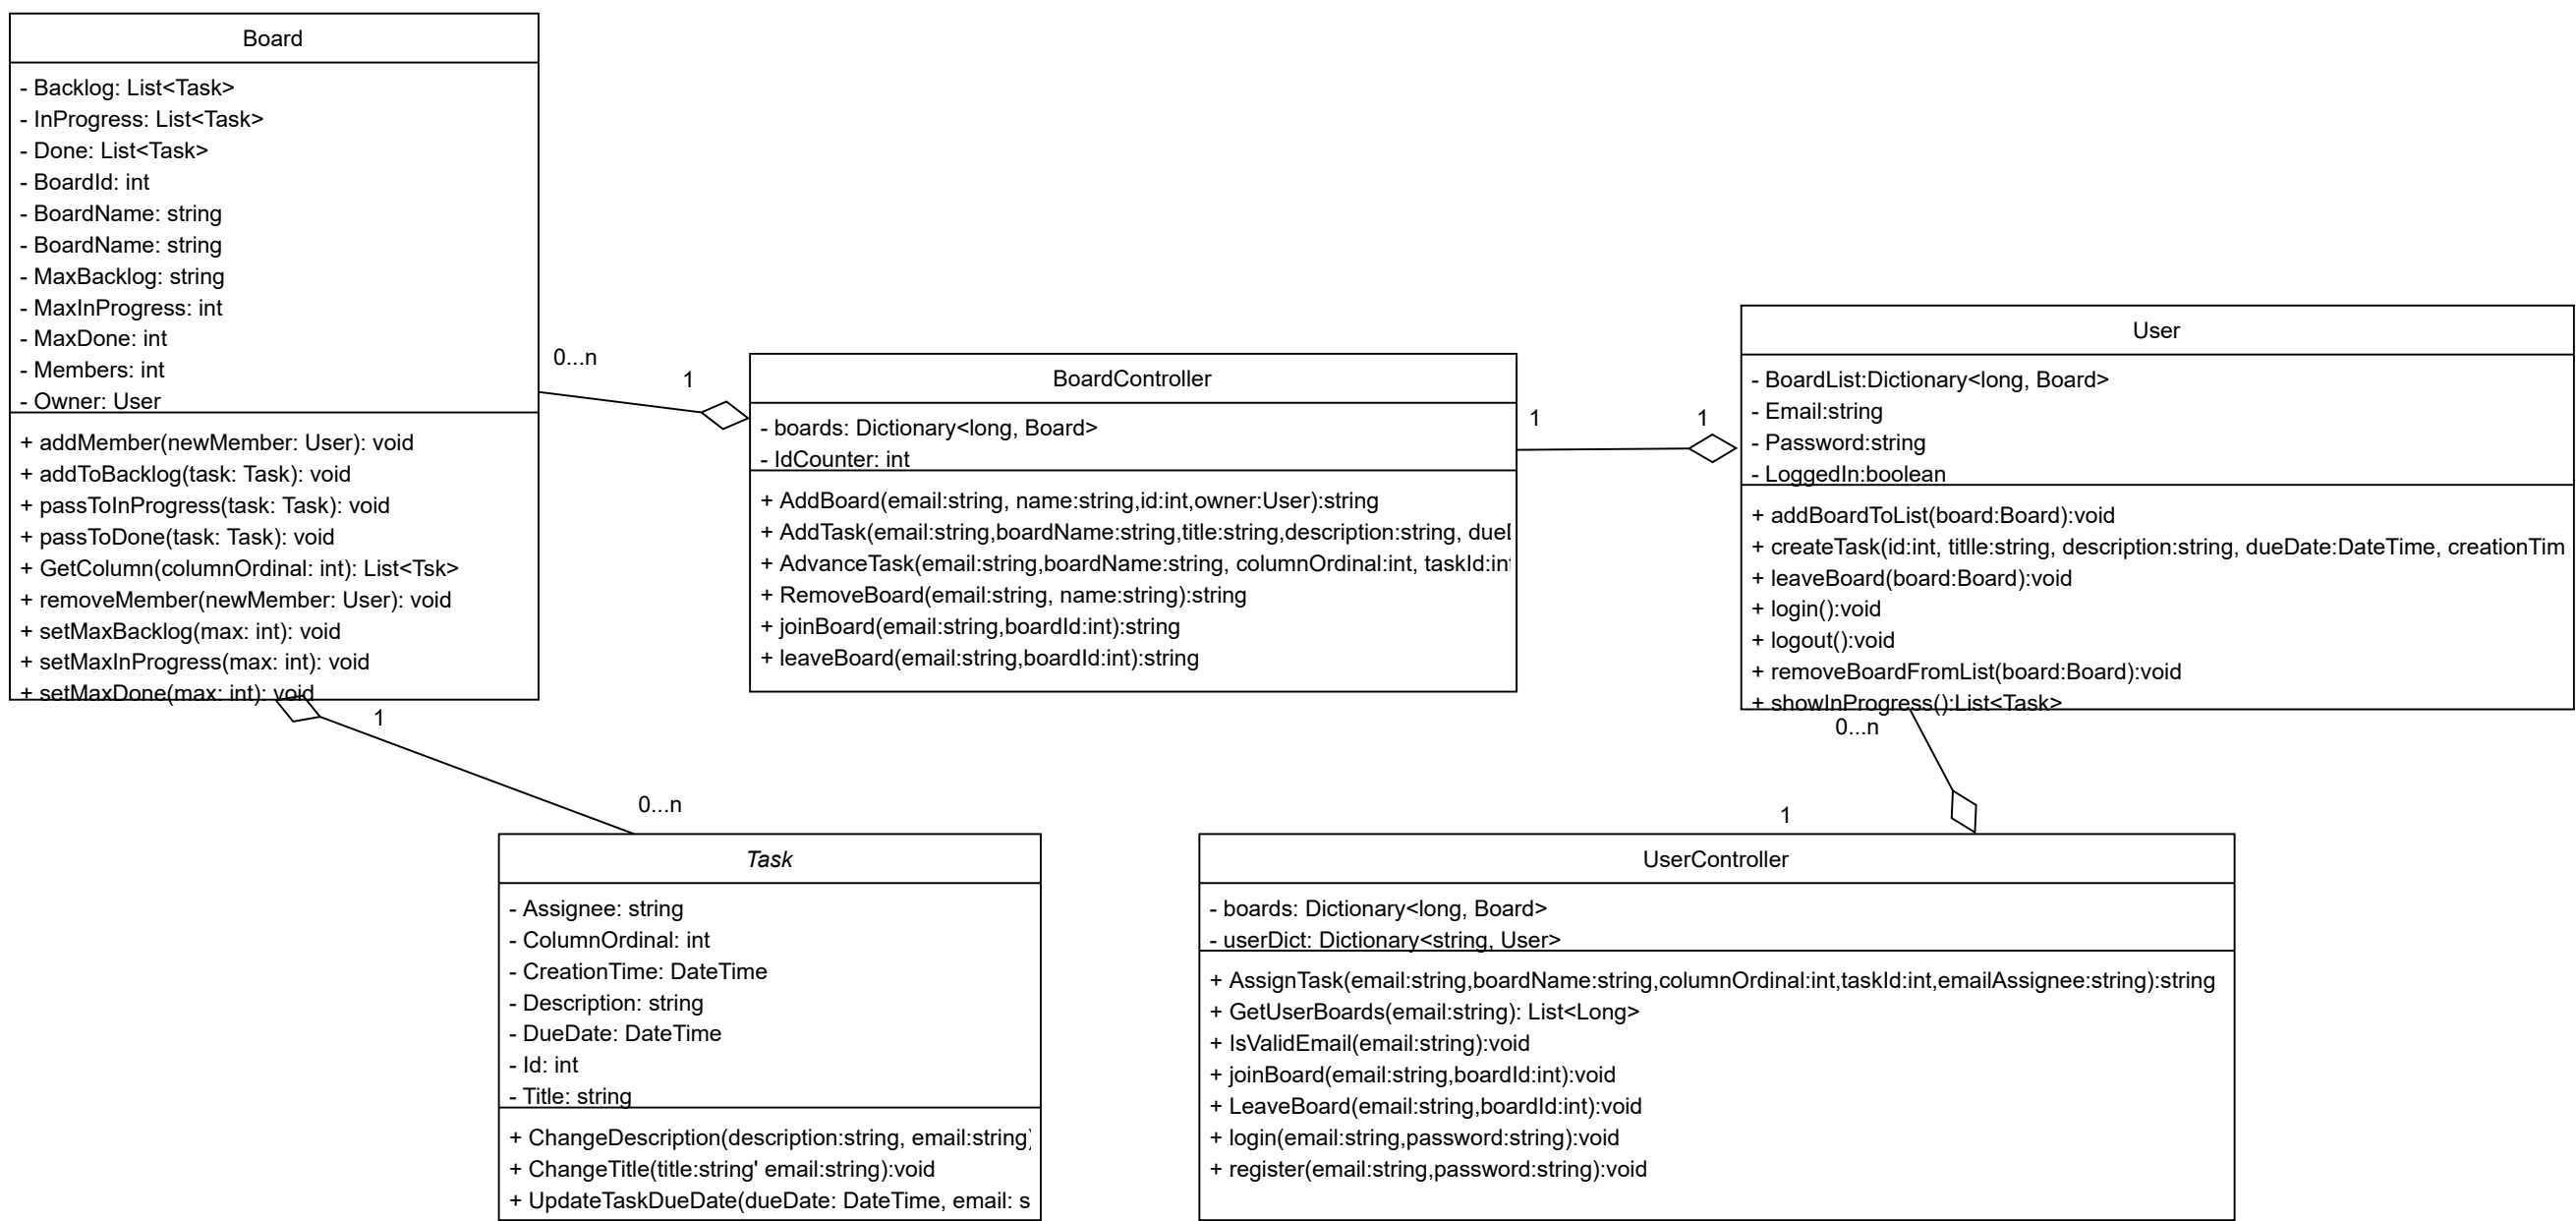 Board
- Backlog: List<Task>
- InProgress: List<Task>
- Done: List<Task>
- BoardId: int
- BoardName: string
- BoardName: string
- MaxBacklog: string
- MaxInProgress: int
- MaxDone: int
- Members: int
- Owner: User
+ addMember(newMember: User): void
+ addToBacklog(task: Task): void
+ passToInProgress(task: Task): void
+ passToDone(task: Task): void
+ GetColumn(columnOrdinal: int): List<Tsk>
+ removeMember(newMember: User): void
+ setMaxBacklog(max: int): void
+ setMaxInProgress(max: int): void
+ setMaxDone(max: int): void
0...n
1
BoardController
- boards: Dictionary<long, Board>
- IdCounter: int
+ AddBoard(email:string, name:string,id:int,owner:User):string
+ AddTask(email:string,boardName:string,title:string,description:string,
+ AdvanceTask(email:string,boardName:string, columnOrdinal:int, taskId:int
+ RemoveBoard(email:string, name:string):string
+ joinBoard(email:string,boardId:int):string
+ leaveBoard(email:string,boardId:int):string
1
1
User
- BoardList:Dictionary<long, Board>
- Email:string
- Password:string
- LoggedIn:boolean
+ addBoardToList(board:Board):void
+ createTask(id:int, titlle:string, description:string, dueDate:DateTime, creationTim
+ leaveBoard(board:Board):void
+ login():void
+ logout():void
+ removeBoardFromList(board:Board):void
+ showInProgress():List<Task>
1
0...n
0...n
1
Task
- Assignee: string
- ColumnOrdinal: int
- CreationTime: DateTime
- Description: string
- DueDate: DateTime
- Id: int
- Title: string
+ ChangeDescription(description:string, email:string)
+ ChangeTitle(title:string' email:string):void
+ UpdateTaskDueDate(dueDate: DateTime, email: s
UserController
- boards: Dictionary<long, Board>
- userDict: Dictionary<string, User>
+ AssignTask(email:string,boardName:string,columnOrdinal:int,taskId:int,emailAssignee:string):string
+ GetUserBoards(email:string): List<Long>
+ IsValidEmail(email:string):void
+ joinBoard(email:string,boardId:int):void
+ LeaveBoard(email:string,boardId:int):void
+ login(email:string,password:string):void
+ register(email:string,password:string):void